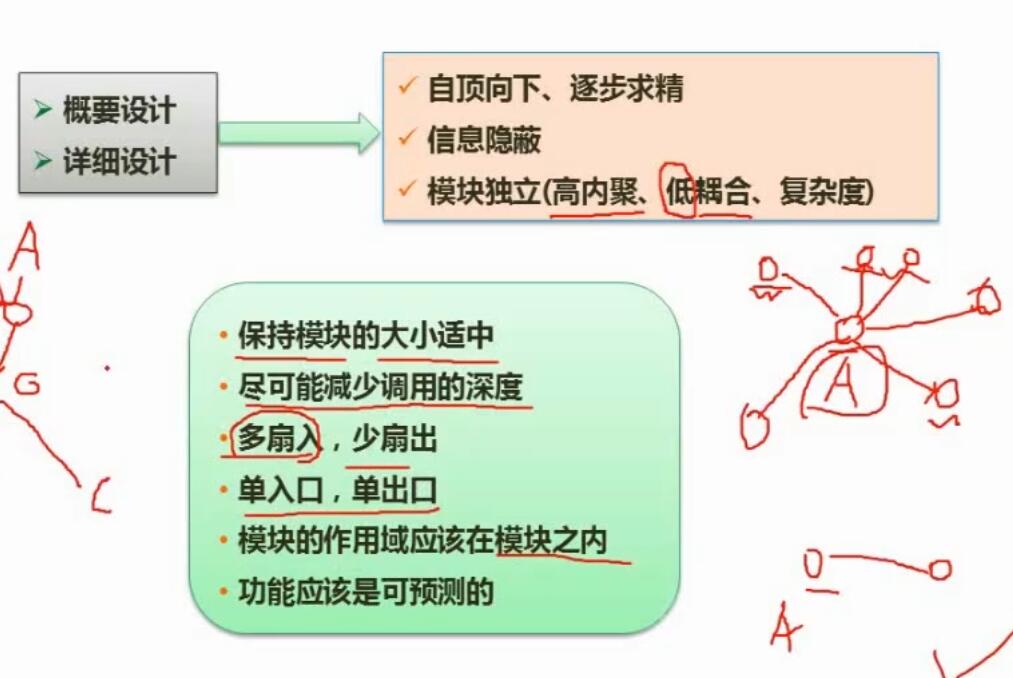 概要设计
详细设计
自顶向下、逐步求精
信息隐蔽
模块独立(高内聚、低耦合、复杂度)
A
G
C
保持模块的大小适中
尽可能减少调用的深度
多扇入，少扇出
单入口，单出口
模块的作用域应该在模块之内
功能应该是可预测的
A
A